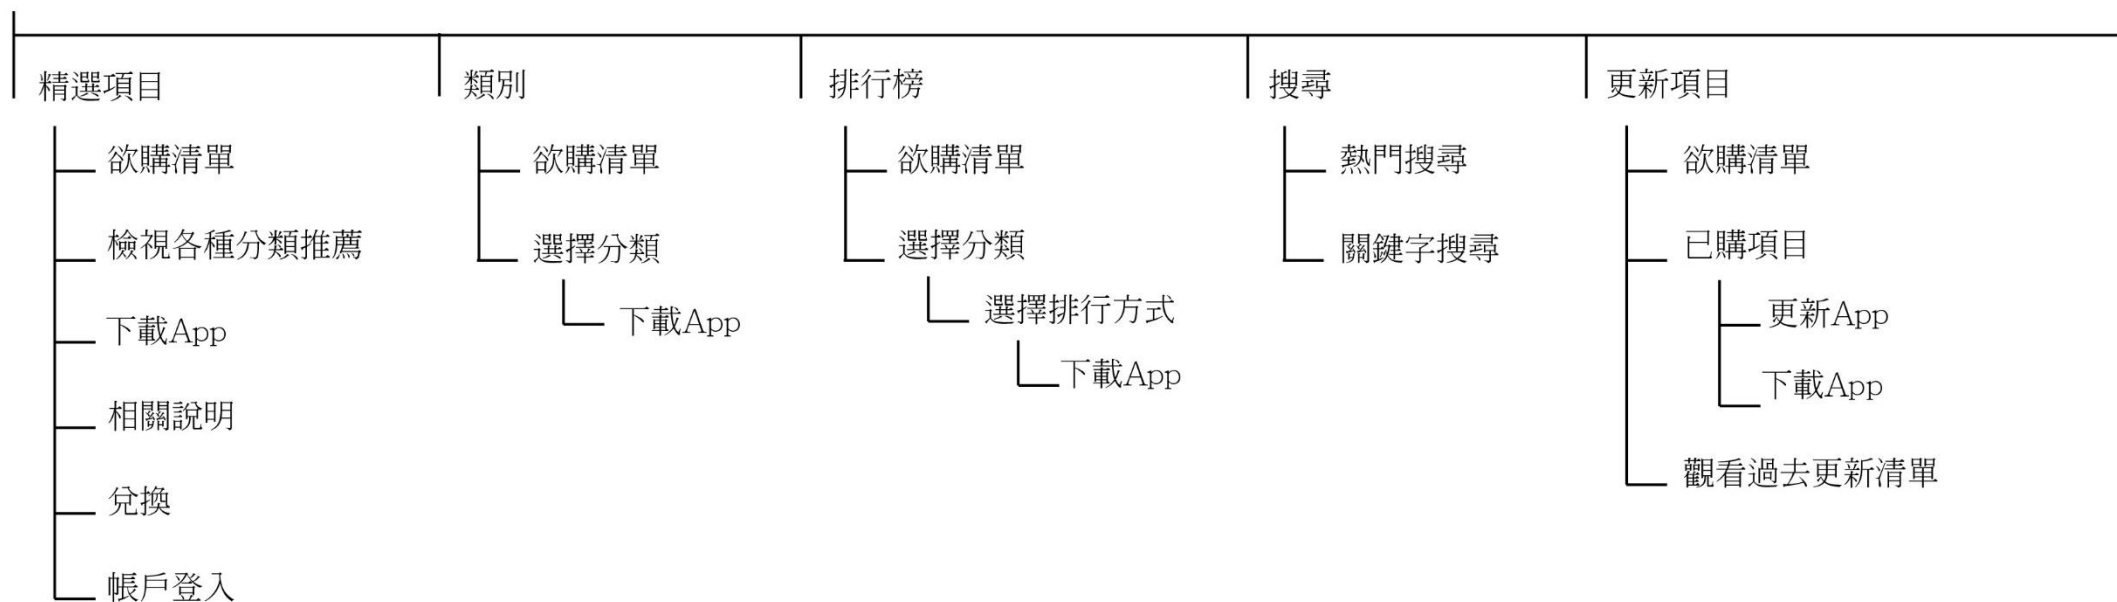 精選項目
欲購清單
檢視各種分類推薦
下載App
相關說明
兌換
帳戶登入
類別
欲購清單
選擇分類
下載App
排行榜
欲購清單
選擇分類
選擇排行方式
下載App
搜尋
熱門搜尋
關鍵字搜尋
更新項目
欲購清單
已購項目
更新App
下載App
觀看過去更新清單